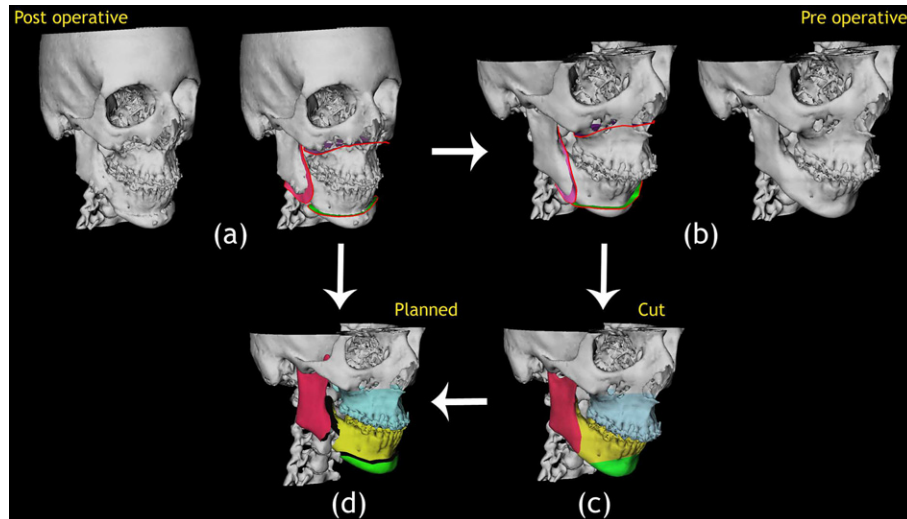 Post operative
Pre operative
(a)
(b)
Planned
Cut
(d)
(c)